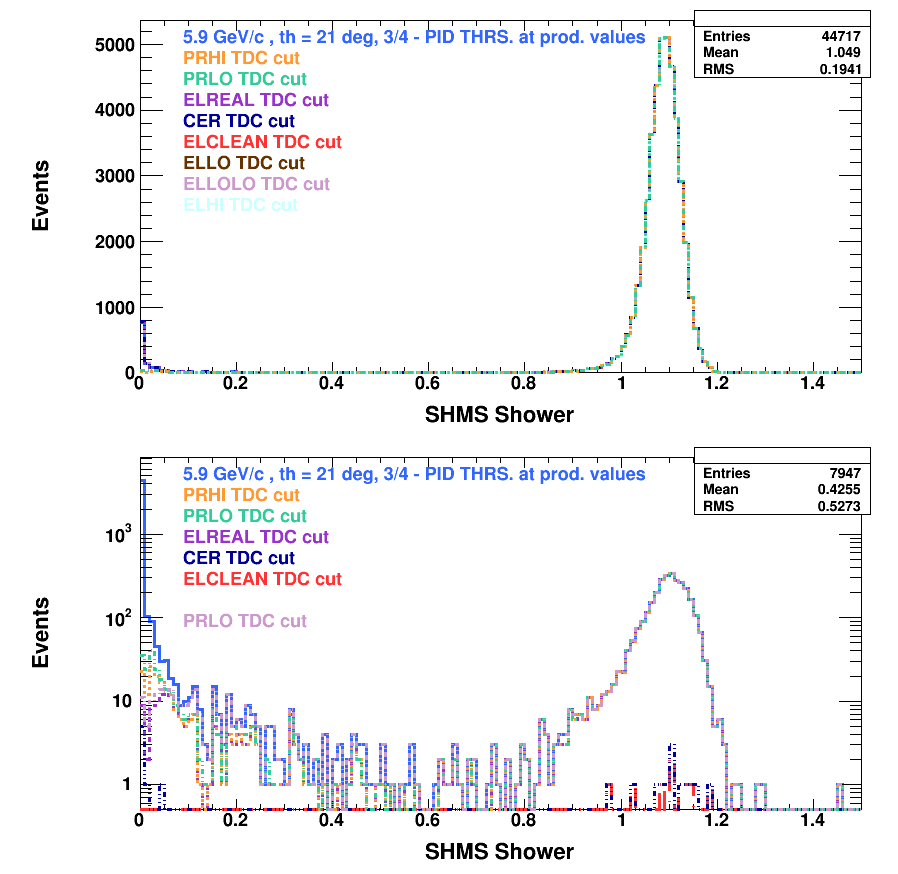 5.9 GeV/c , th = 21 deg, 3/4 - PID THRS. at prod. values
PRHI TDC cut
PRLO TDC cut
ELREAL TDC cut
CER TDC cut
ELCLEAN TDC cut
ELLO TDC cut
ELLOLO TDC cut
ELHI TDC cut
Entries 44717
Mean 1.049
RMS 0.1941
5000
4000
3000
2000
1000
0
Events
0 0.2 0.4 0.6 0.8 1 1.2 1.4
SHMS Shower
5.9 GeV/c , th = 21 deg, 3/4 - PID THRS. at prod. values
PRHI TDC cut
PRLO TDC cut
ELREAL TDC cut
CER TDC cut
ELCLEAN TDC cut
PRLO TDC cut
Entries 7947
Mean 0.4255
RMS 0.5273
10³
10²
10
1
Events
0 0.2 0.4 0.6 0.8 1 1.2 1.4
SHMS Shower